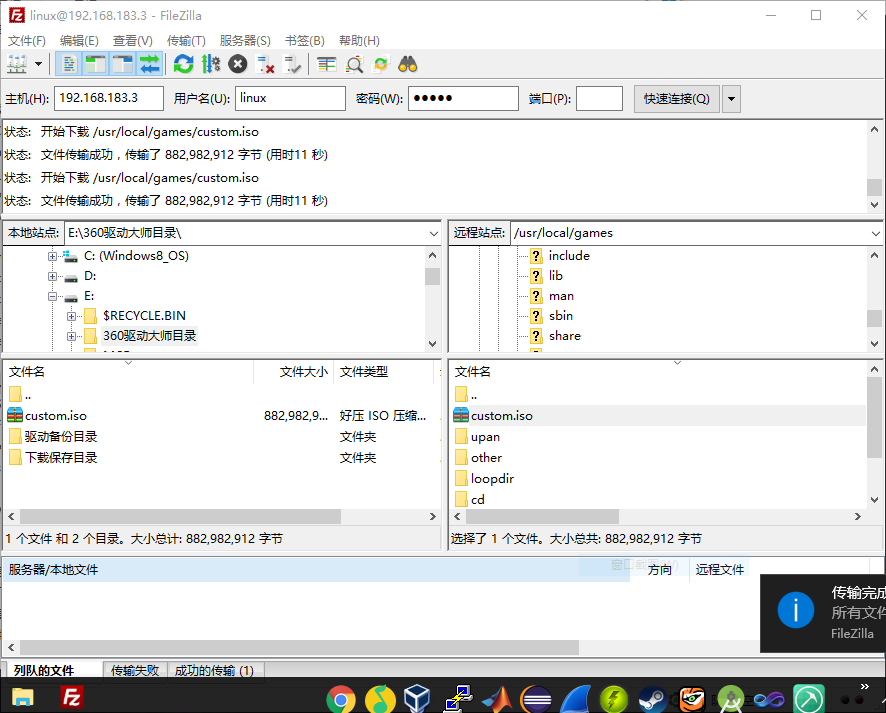 linux@192.168.183.3 - FileZilla
文件(F) 编辑(E) 查看(V) 传输(T) 服务器(S) 书签(B) 帮助(H)
主机(H): 192.168.183.3 用户名(U): linux 密码(W): ●●●●● 端口(P): 快速连接(Q)
状态: 开始下载 /usr/local/games/custom.iso
状态: 文件传输成功，传输了 882,982,912 字节 (用时11 秒)
状态: 开始下载 /usr/local/games/custom.iso
状态: 文件传输成功，传输了 882,982,912 字节 (用时11 秒)
本地站点: E:\360驱动大师目录\
C: (Windows8_OS)
D:
E:
$RECYCLE.BIN
360驱动大师目录
远程站点: /usr/local/games
include
lib
man
sbin
share
文件名 文件大小 文件类型
..
custom.iso 882,982,9... 好压 ISO 压缩...
驱动备份目录 文件夹
下载保存目录 文件夹
1 个文件 和 2 个目录。大小总计: 882,982,912 字节
文件名
..
custom.iso
upan
other
loopdir
cd
选择了 1 个文件。大小总共: 882,982,912 字节
服务器/本地文件 方向 远程文件
传输完成
所有文件
FileZilla
列队的文件 传输失败 成功的传输 (1)